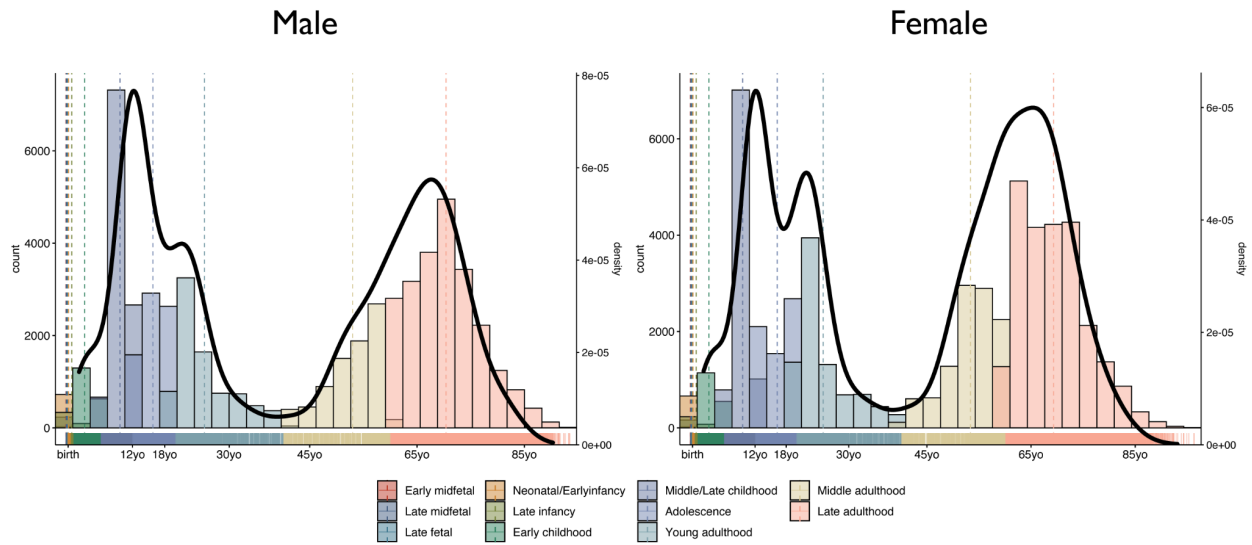 Male
Female
8e-05
6e-05
4e-05
2e-05
0e+00
6000
4000
2000
0
count
density
birth 12yo 18yo 30yo 45yo 65yo 85yo
6e-05
4e-05
2e-05
0e+00
6000
4000
2000
0
count
density
birth 12yo 18yo 30yo 45yo 65yo 85yo
Early midfetal Neonatal/Earlyinfancy Middle/Late childhood Middle adulthood
Late midfetal Late infancy Adolescence Late adulthood
Late fetal Early childhood Young adulthood